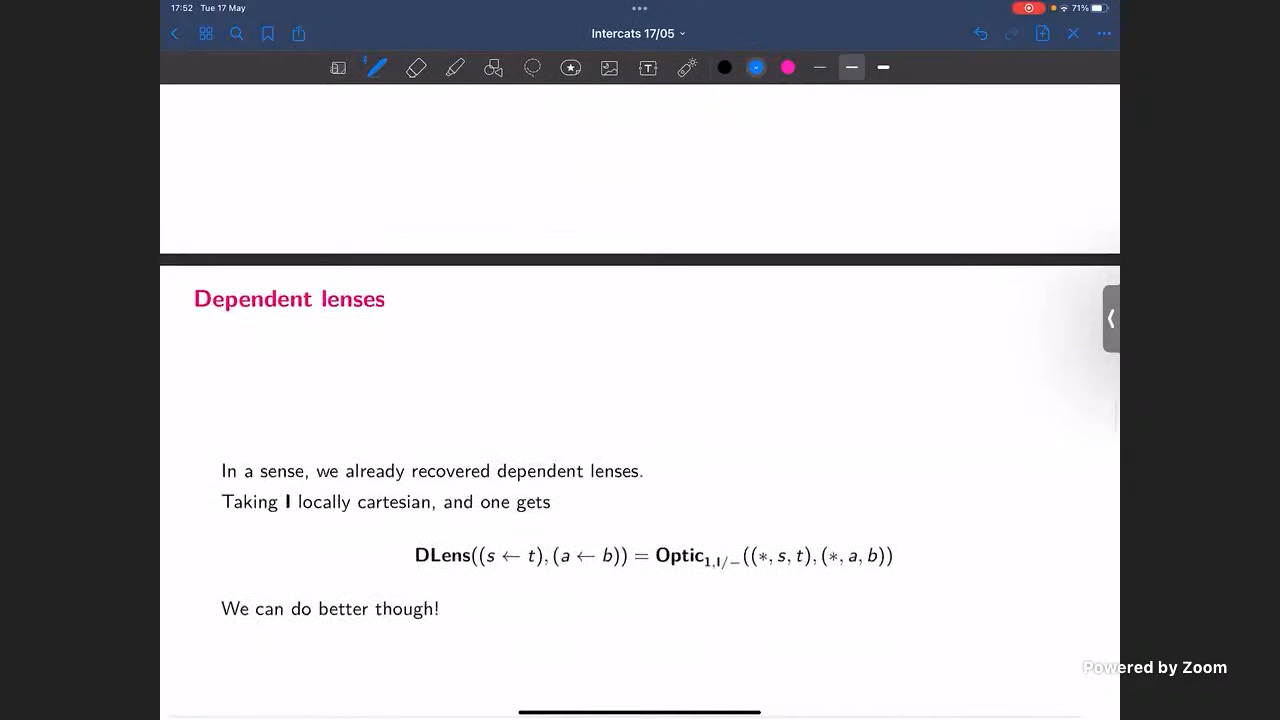 17:52 Tue 17 May
71%
Intercats 17/05
Dependent lenses
In a sense, we already recovered dependent lenses.
Taking I locally cartesian, and one gets
DLens((s ← t), (a ← b)) = Optic₁,I/−((∗, s, t), (∗, a, b))
We can do better though!
Powered by Zoom